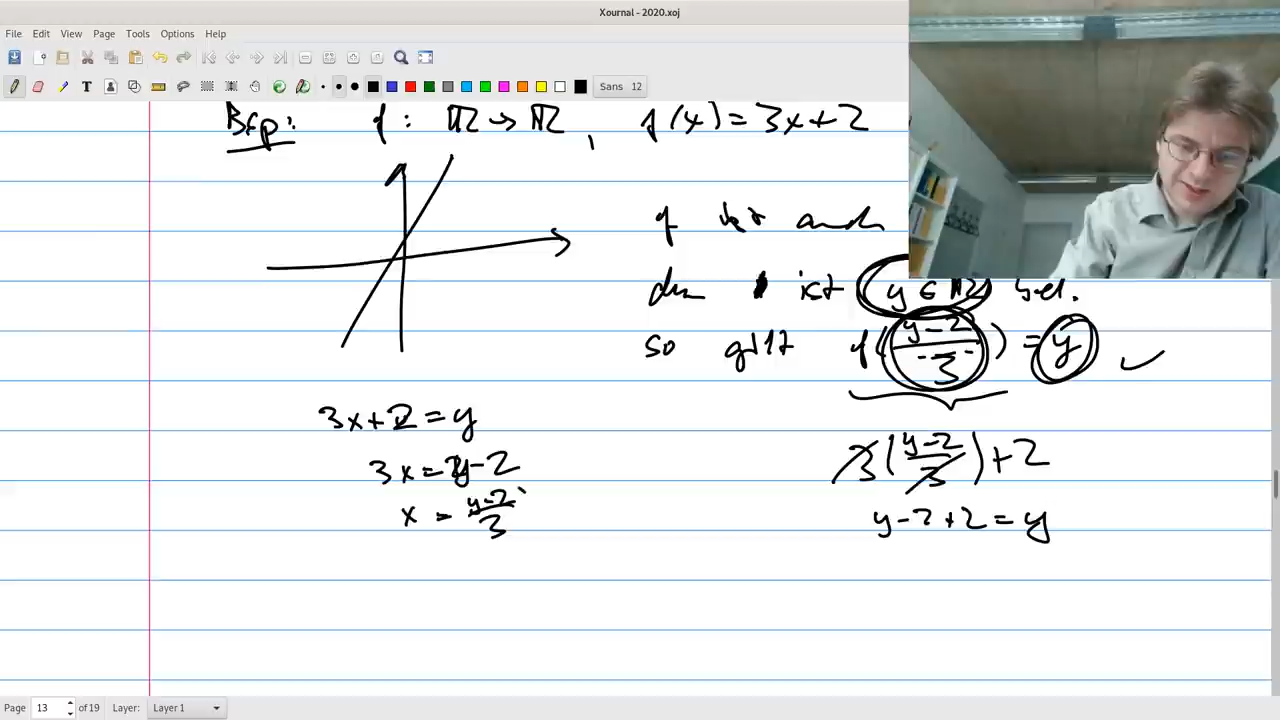 Xournal - 2020.xoj
File Edit View Page Tools Options Help
Sans 12
Bsp: f: ℝ → ℝ, f(x) = 3x+2
f ist auch
denn ist y ∈ ℝ bel.
so gilt f((y-2)/3) = y ✓
3x+2 = y
3x = y-2
x = (y-2)/3
3((y-2)/3)+2
y-2+2 = y
Page 13 of 19 Layer: Layer 1